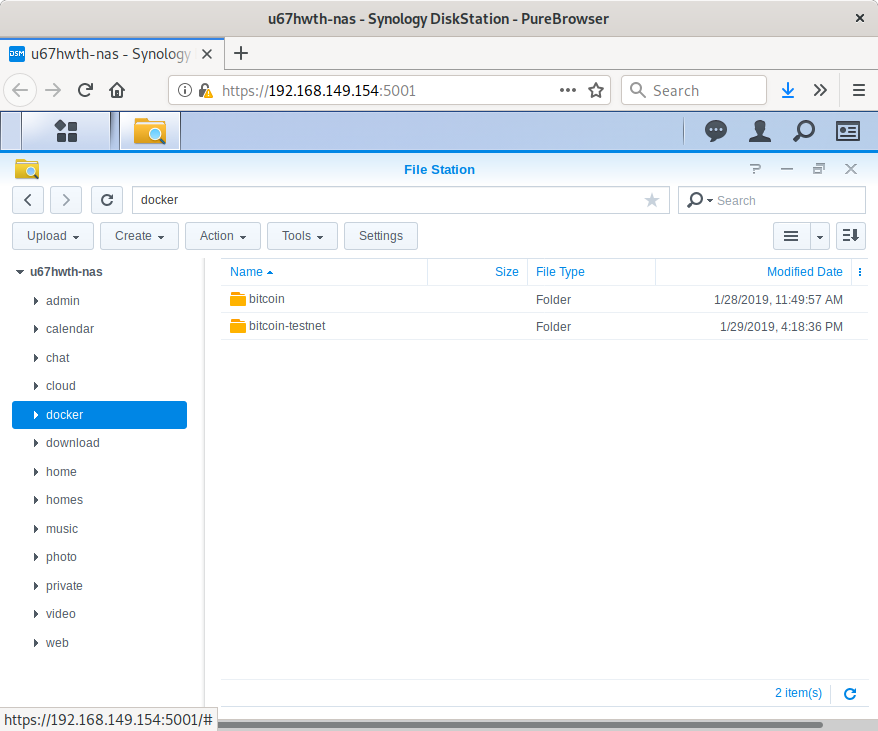 u67hwth-nas - Synology DiskStation - PureBrowser
DSM u67hwth-nas - Synology
https://192.168.149.154:5001 Search
File Station
docker Search
Upload Create Action Tools Settings
u67hwth-nas
admin
calendar
chat
cloud
docker
download
home
homes
music
photo
private
video
web
Name Size File Type Modified Date
bitcoin Folder 1/28/2019, 11:49:57 AM
bitcoin-testnet Folder 1/29/2019, 4:18:36 PM
2 item(s)
https://192.168.149.154:5001/#